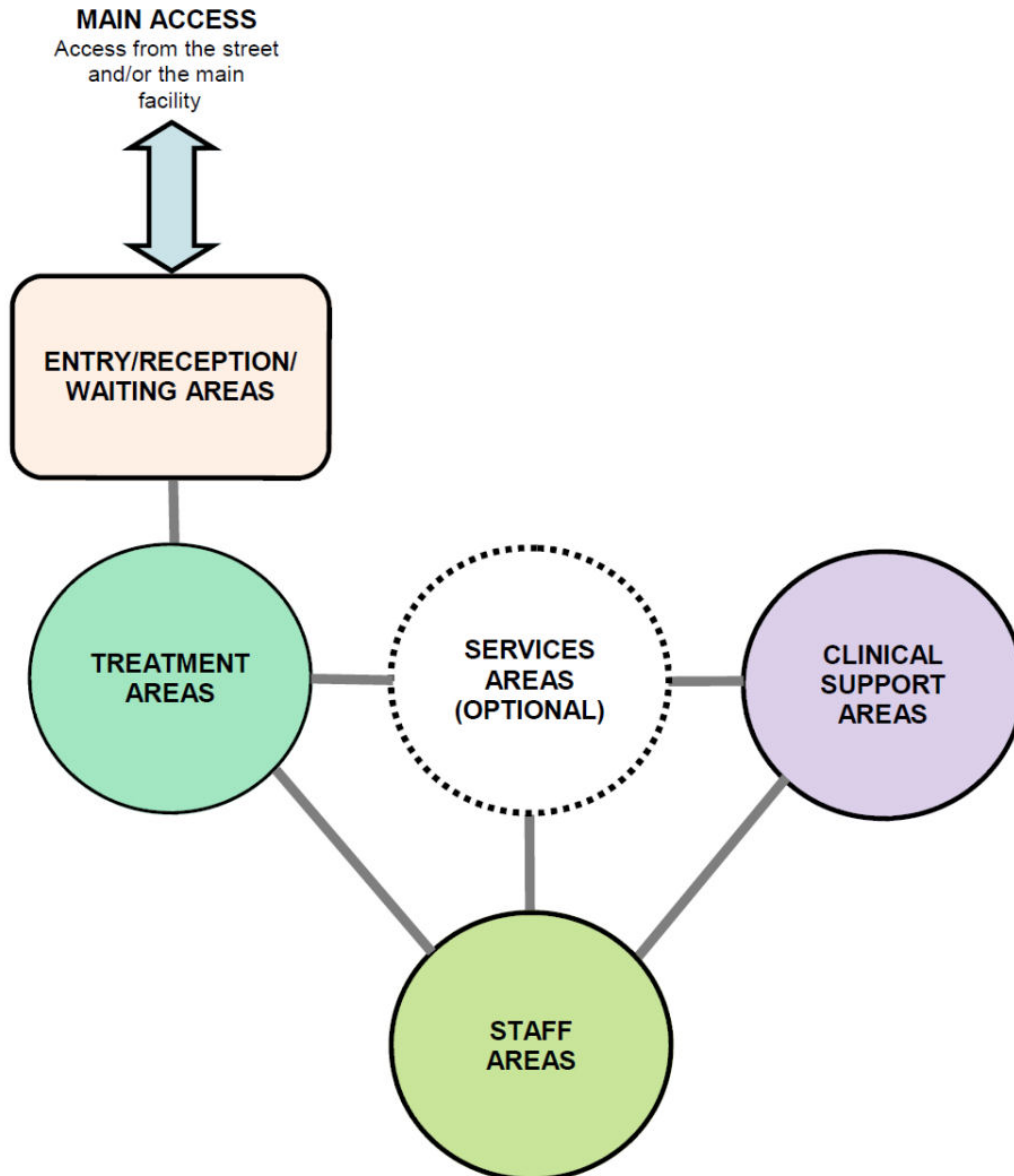 MAIN ACCESS
Access from the street
and/or the main
facility
ENTRY/RECEPTION/
WAITING AREAS
TREATMENT
AREAS
SERVICES
AREAS
(OPTIONAL)
CLINICAL
SUPPORT
AREAS
STAFF
AREAS